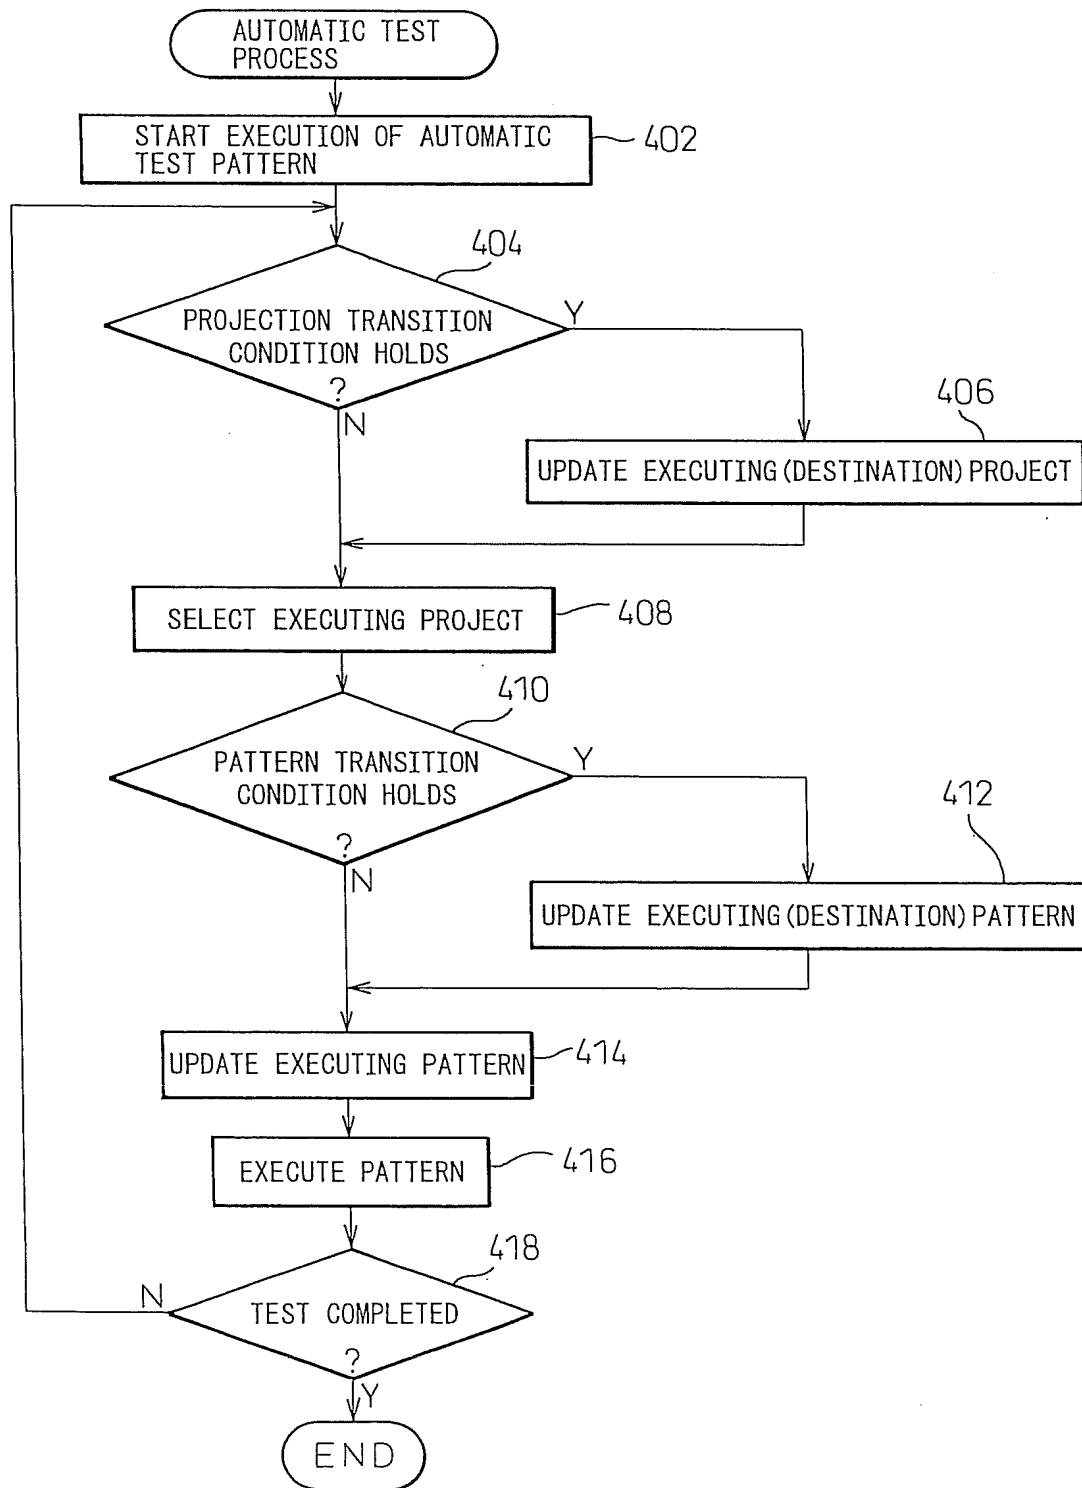 AUTOMATIC TEST
PROCESS
START EXECUTION OF AUTOMATIC
TEST PATTERN
402
404
PROJECTION TRANSITION
CONDITION HOLDS
?
Y
N
406
UPDATE EXECUTING(DESTINATION)PROJECT
SELECT EXECUTING PROJECT
408
410
PATTERN TRANSITION
CONDITION HOLDS
?
Y
N
412
UPDATE EXECUTING(DESTINATION)PATTERN
UPDATE EXECUTING PATTERN
414
EXECUTE PATTERN
416
418
N
TEST COMPLETED
?
Y
END